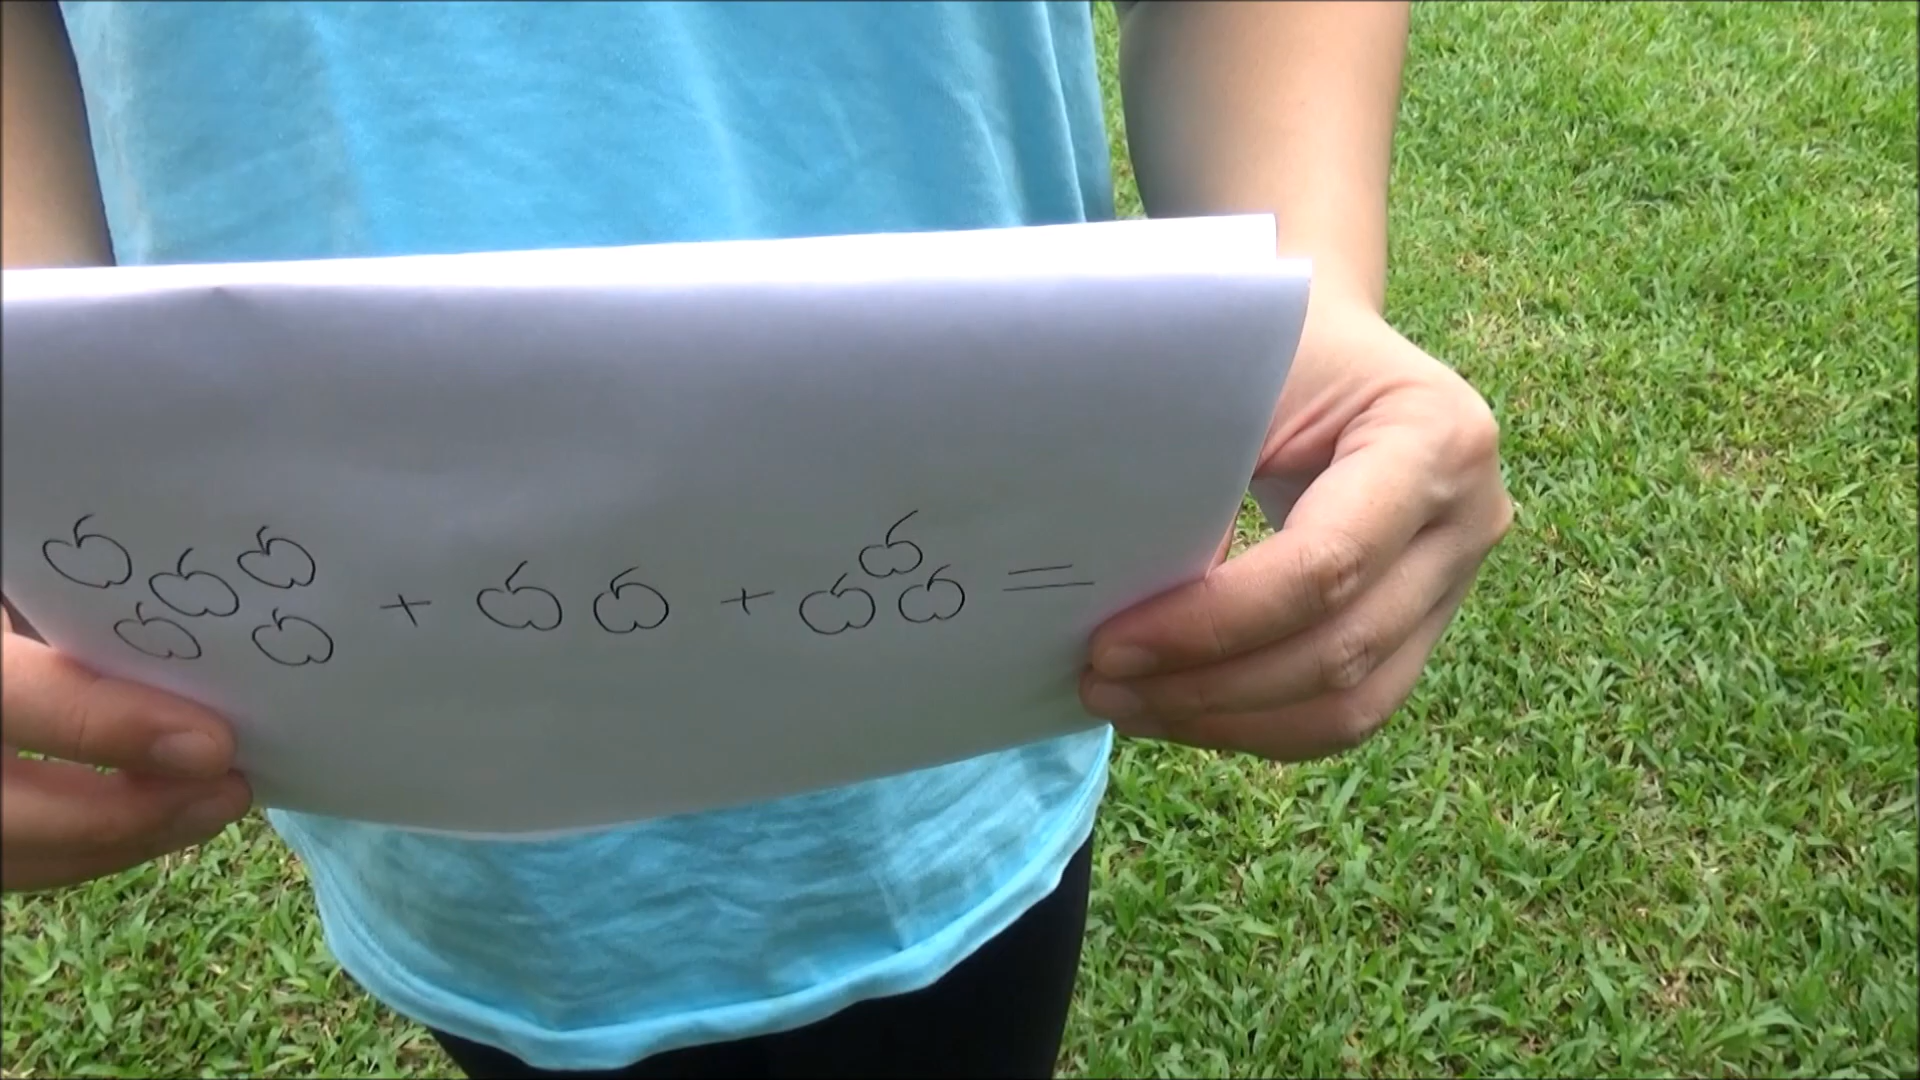 + + =